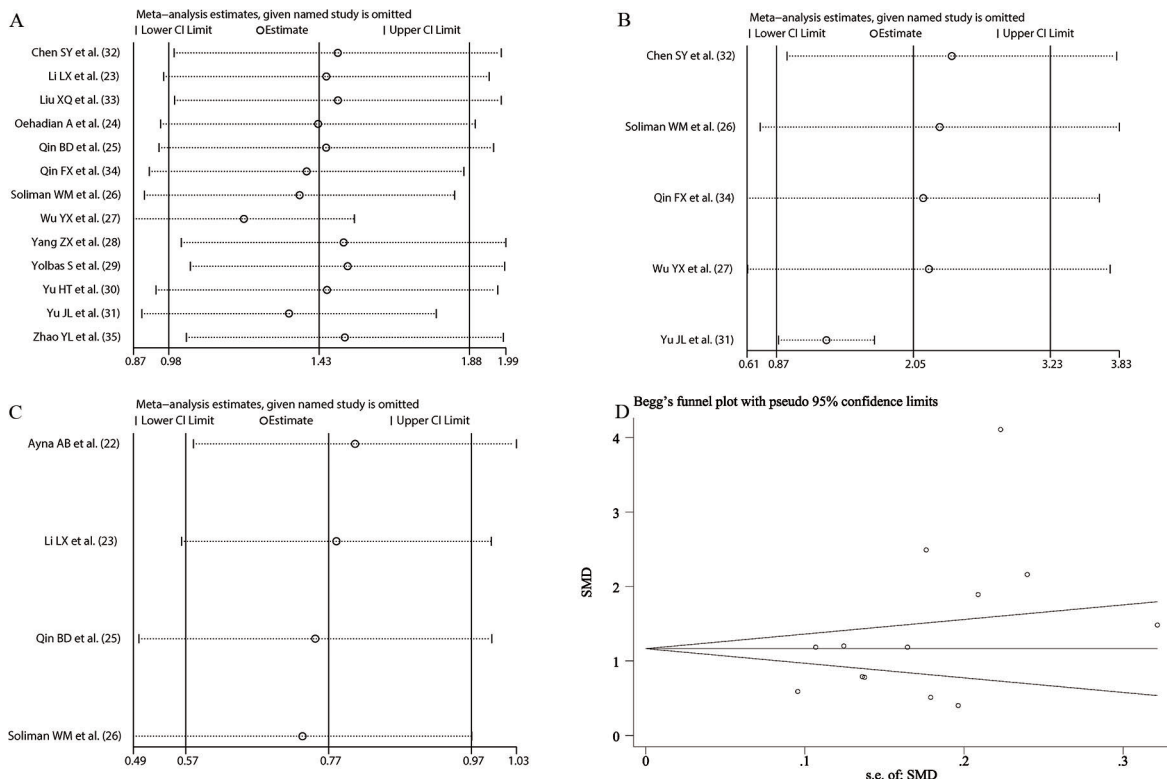 A
Meta−analysis estimates, given named study is omitted
Lower CI Limit Estimate Upper CI Limit
Chen SY et al. (32)
Li LX et al. (23)
Liu XQ et al. (33)
Oehadian A et al. (24)
Qin BD et al. (25)
Qin FX et al. (34)
Soliman WM et al. (26)
Wu YX et al. (27)
Yang ZX et al. (28)
Yolbas S et al. (29)
Yu HT et al. (30)
Yu JL et al. (31)
Zhao YL et al. (35)
0.87 0.98 1.43 1.88 1.99
B
Meta−analysis estimates, given named study is omitted
Lower CI Limit Estimate Upper CI Limit
Chen SY et al. (32)
Soliman WM et al. (26)
Qin FX et al. (34)
Wu YX et al. (27)
Yu JL et al. (31)
0.61 0.87 2.05 3.23 3.83
C
Meta−analysis estimates, given named study is omitted
Lower CI Limit Estimate Upper CI Limit
Ayna AB et al. (22)
Li LX et al. (23)
Qin BD et al. (25)
Soliman WM et al. (26)
0.49 0.57 0.77 0.97 1.03
D
Begg's funnel plot with pseudo 95% confidence limits
SMD
4
3
2
1
0
0 .1 .2 .3
s.e. of: SMD